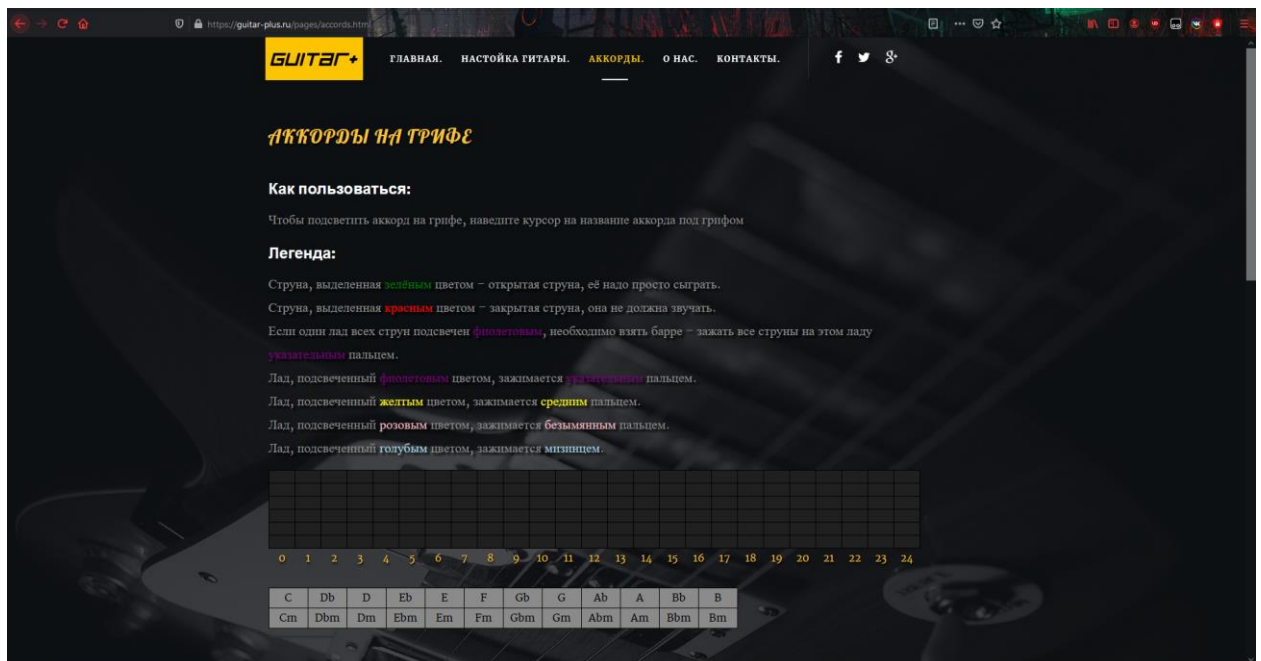 https://guitar-plus.ru/pages/accords.html
GUITAR+ ГЛАВНАЯ. НАСТОЙКА ГИТАРЫ. АККОРДЫ. О НАС. КОНТАКТЫ.
АККОРДЫ НА ГРИФЕ
Как пользоваться:
Чтобы подсветить аккорд на грифе, наведите курсор на название аккорда под грифом
Легенда:
Струна, выделенная зелёным цветом – открытая струна, её надо просто сыграть.
Струна, выделенная красным цветом – закрытая струна, она не должна звучать.
Если один лад всех струн подсвечен фиолетовым, необходимо взять барре – зажать все струны на этом ладу
указательным пальцем.
Лад, подсвеченный фиолетовым цветом, зажимается указательным пальцем.
Лад, подсвеченный желтым цветом, зажимается средним пальцем.
Лад, подсвеченный розовым цветом, зажимается безымянным пальцем.
Лад, подсвеченный голубым цветом, зажимается мизинцем.
0 1 2 3 4 5 6 7 8 9 10 11 12 13 14 15 16 17 18 19 20 21 22 23 24
C Db D Eb E F Gb G Ab A Bb B
Cm Dbm Dm Ebm Em Fm Gbm Gm Abm Am Bbm Bm